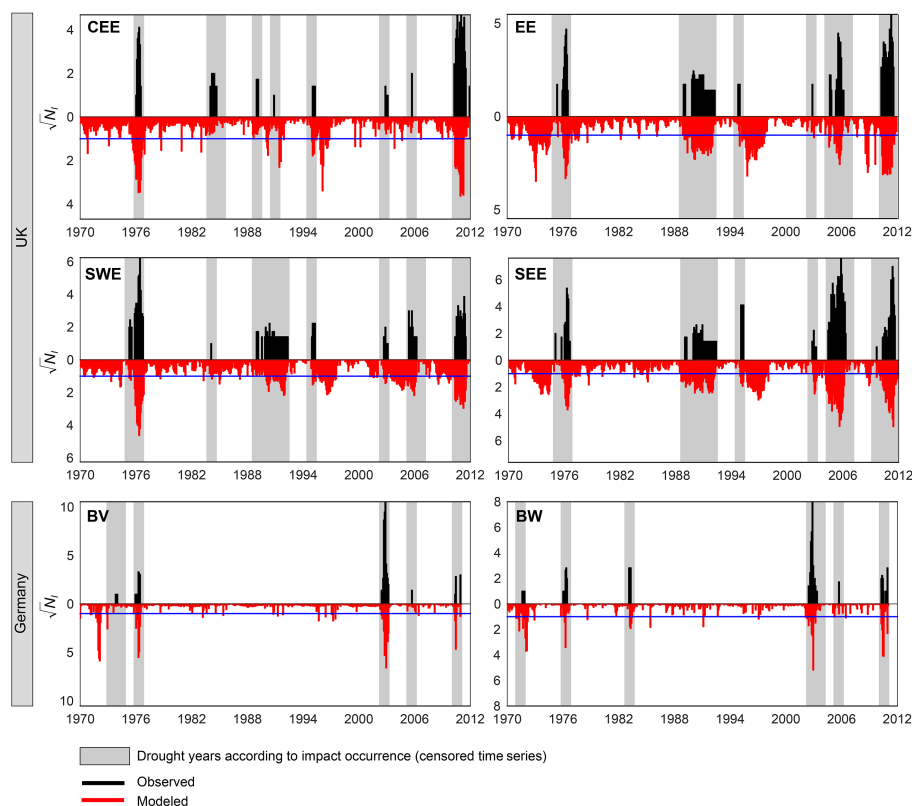 CEE
EE
4
2
0
2
4
√N_I
5
0
5
1970 1976 1982 1988 1994 2000 2006 2012
1970 1976 1982 1988 1994 2000 2006 2012
UK
SWE
SEE
6
4
2
0
2
4
6
√N_I
6
4
2
0
2
4
6
1970 1976 1982 1988 1994 2000 2006 2012
1970 1976 1982 1988 1994 2000 2006 2012
Germany
BV
BW
10
5
0
5
10
√N_I
8
6
4
2
0
2
4
6
8
1970 1976 1982 1988 1994 2000 2006 2012
1970 1976 1982 1988 1994 2000 2006 2012
Drought years according to impact occurrence (censored time series)
Observed
Modeled